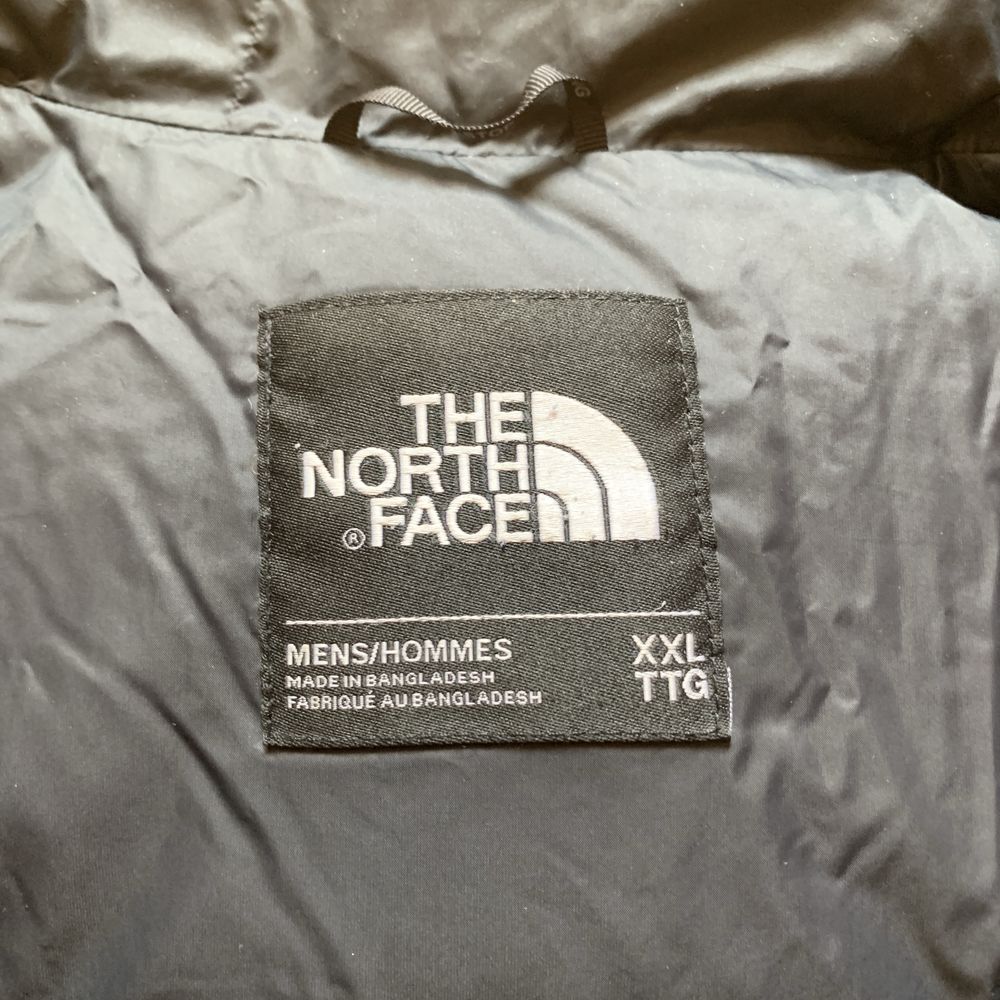 THE
NORTH
FACE
®
MENS/HOMMES
MADE IN BANGLADESH
FABRIQUÉ AU BANGLADESH
XXL
TTG